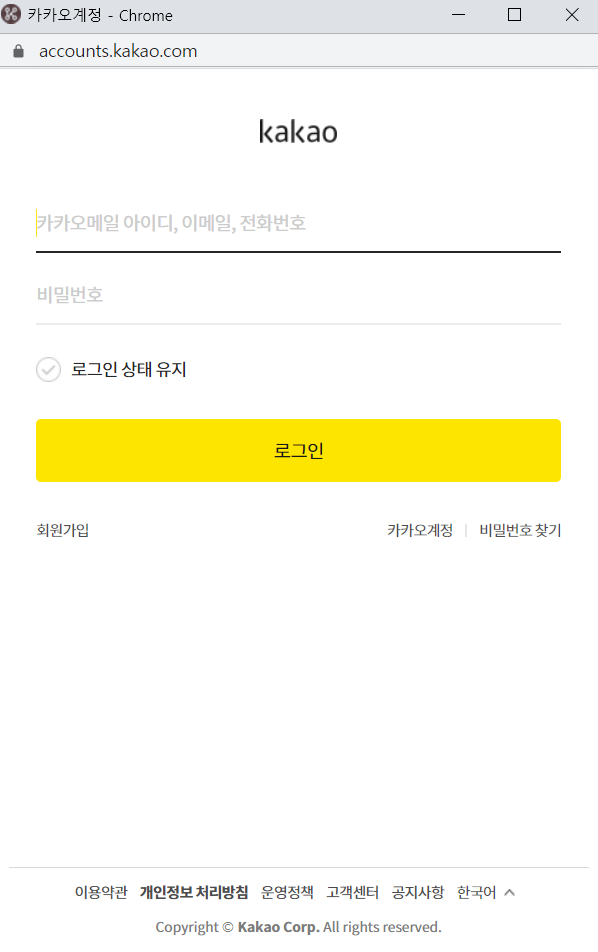 카카오계정 - Chrome
accounts.kakao.com
kakao
카카오메일 아이디, 이메일, 전화번호
비밀번호
로그인 상태 유지
로그인
회원가입 카카오계정 | 비밀번호 찾기
이용약관 개인정보 처리방침 운영정책 고객센터 공지사항 한국어
Copyright © Kakao Corp. All rights reserved.